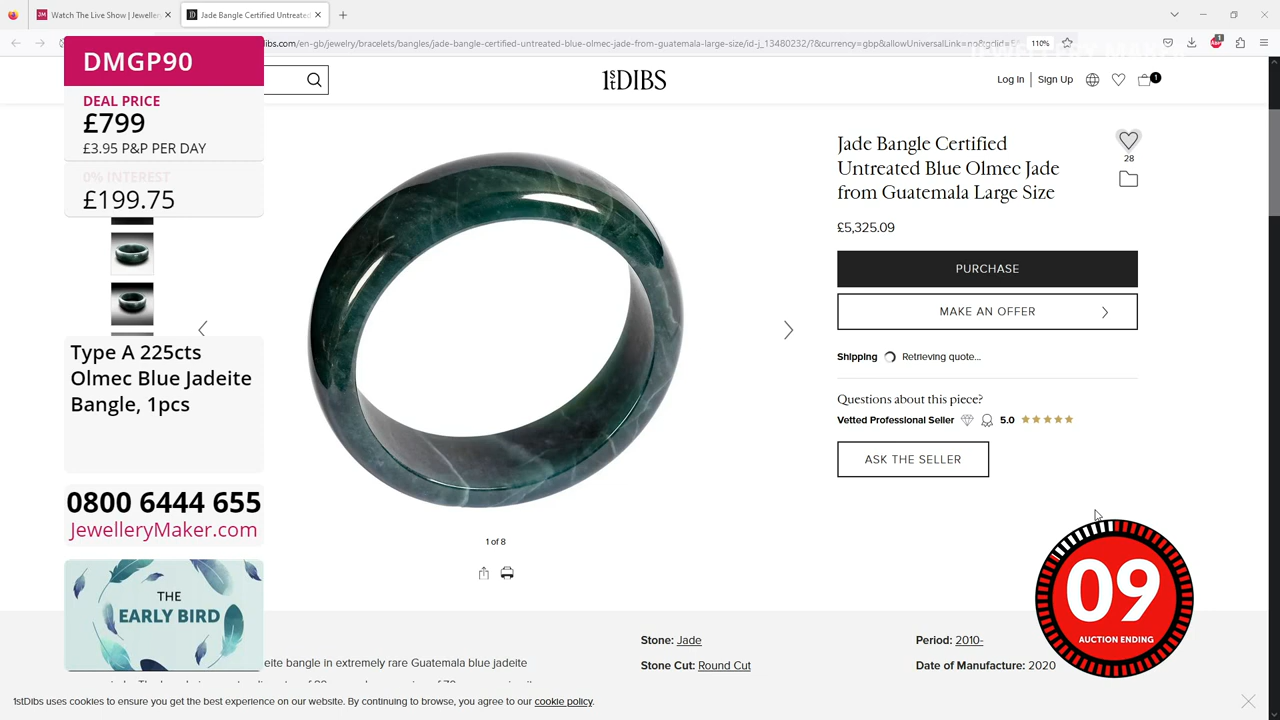 Watch The Live Show | Jeweller
Jade Bangle Certified Untreated
ibs.com/en-gb/jewelry/bracelets/bangles/jade-bangle-certified-untreated-blue-olmec-jade-from-guatemala-large-size/id-j_13480232/?currency=gbp&allowUniversalLink=no
110%
DMGP90
DEAL PRICE
£799
£3.95 P&P PER DAY
0% INTEREST
£199.75
Type A 225cts
Olmec Blue Jadeite
Bangle, 1pcs
0800 6444 655
JewelleryMaker.com
THE
EARLY BIRD
1STDIBS
Log In
Sign Up
1
Jade Bangle Certified
Untreated Blue Olmec Jade
from Guatemala Large Size
28
£5,325.09
PURCHASE
MAKE AN OFFER
Shipping Retrieving quote...
Questions about this piece?
Vetted Professional Seller 5.0
ASK THE SELLER
1 of 8
09
AUCTION ENDING
eite bangle in extremely rare Guatemala blue jadeite
Stone: Jade
Stone Cut: Round Cut
Period: 2010-
Date of Manufacture: 2020
1stDibs uses cookies to ensure you get the best experience on our website. By continuing to browse, you agree to our cookie policy.